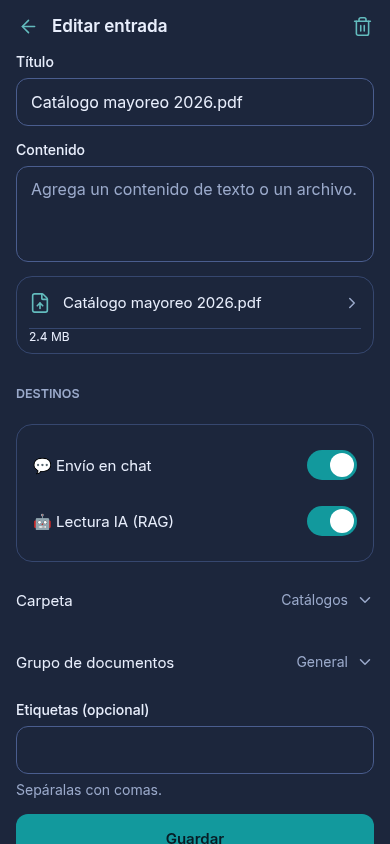 Editar entrada
Título
Catálogo mayoreo 2026.pdf
Contenido
Agrega un contenido de texto o un archivo.
Catálogo mayoreo 2026.pdf
2.4 MB
DESTINOS
💬 Envío en chat
🤖 Lectura IA (RAG)
Carpeta Catálogos
Grupo de documentos General
Etiquetas (opcional)
Sepáralas con comas.
Guardar